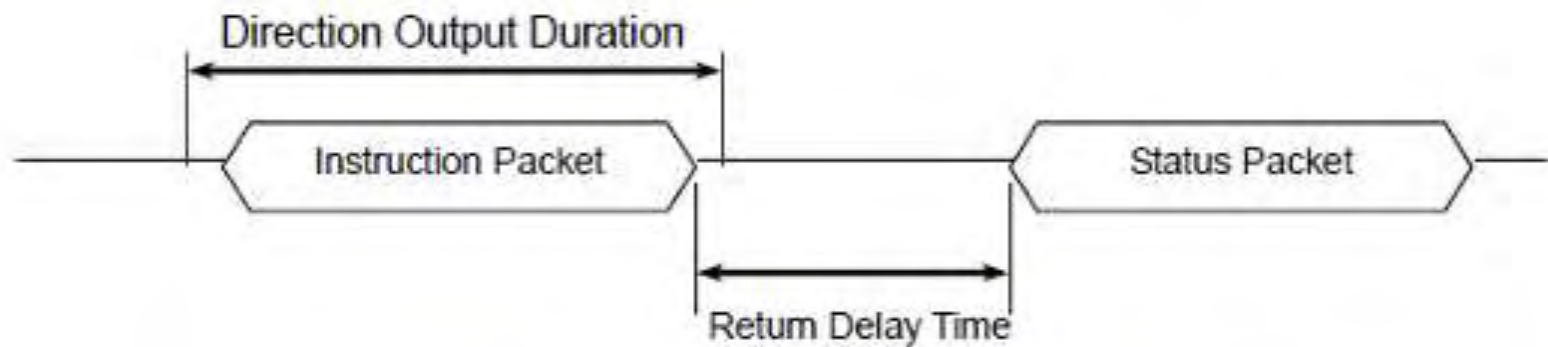 Direction Output Duration
Instruction Packet
Status Packet
Return Delay Time